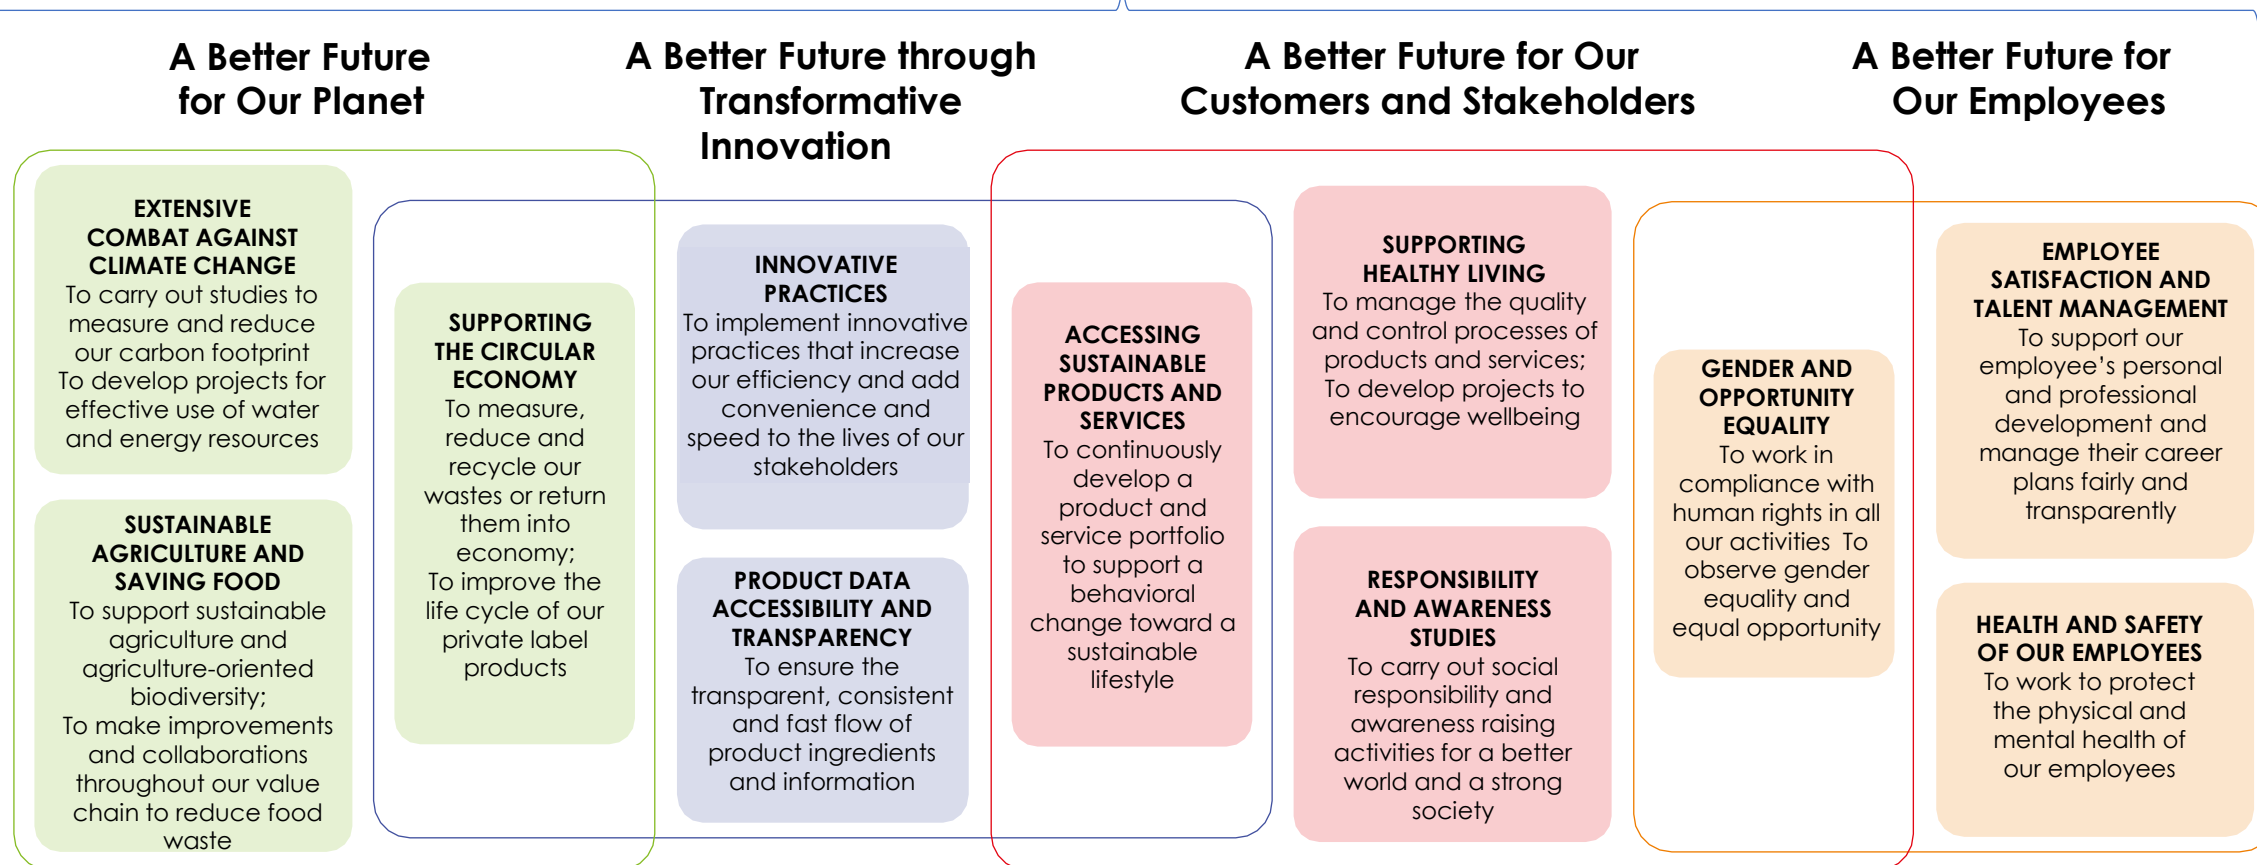 A Better Future
for Our Planet
A Better Future through
Transformative
Innovation
A Better Future for Our
Customers and Stakeholders
A Better Future for
Our Employees
EXTENSIVE
COMBAT AGAINST
CLIMATE CHANGE
To carry out studies to
measure and reduce
our carbon footprint
To develop projects for
effective use of water
and energy resources
SUSTAINABLE
AGRICULTURE AND
SAVING FOOD
To support sustainable
agriculture and
agriculture-oriented
biodiversity;
To make improvements
and collaborations
throughout our value
chain to reduce food
waste
SUPPORTING
THE CIRCULAR
ECONOMY
To measure,
reduce and
recycle our
wastes or return
them into
economy;
To improve the
life cycle of our
private label
products
INNOVATIVE
PRACTICES
To implement innovative
practices that increase
our efficiency and add
convenience and
speed to the lives of our
stakeholders
PRODUCT DATA
ACCESSIBILITY AND
TRANSPARENCY
To ensure the
transparent, consistent
and fast flow of
product ingredients
and information
ACCESSING
SUSTAINABLE
PRODUCTS AND
SERVICES
To continuously
develop a
product and
service portfolio
to support a
behavioral
change toward a
sustainable
lifestyle
SUPPORTING
HEALTHY LIVING
To manage the quality
and control processes of
products and services;
To develop projects to
encourage wellbeing
RESPONSIBILITY
AND AWARENESS
STUDIES
To carry out social
responsibility and
awareness raising
activities for a better
world and a strong
society
GENDER AND
OPPORTUNITY
EQUALITY
To work in
compliance with
human rights in all
our activities To
observe gender
equality and
equal opportunity
EMPLOYEE
SATISFACTION AND
TALENT MANAGEMENT
To support our
employee’s personal
and professional
development and
manage their career
plans fairly and
transparently
HEALTH AND SAFETY
OF OUR EMPLOYEES
To work to protect
the physical and
mental health of
our employees